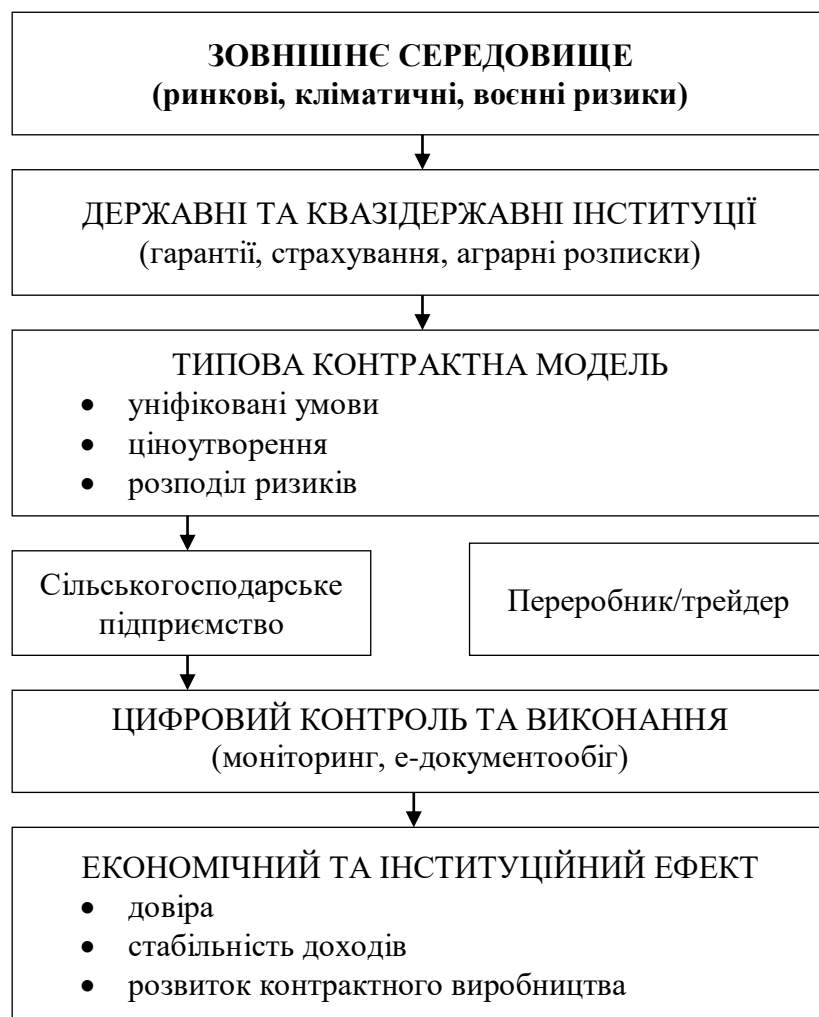 ЗОВНІШНЄ СЕРЕДОВИЩЕ
(ринкові, кліматичні, воєнні ризики)
ДЕРЖАВНІ ТА КВАЗІДЕРЖАВНІ ІНСТИТУЦІЇ
(гарантії, страхування, аграрні розписки)
ТИПОВА КОНТРАКТНА МОДЕЛЬ
• уніфіковані умови
• ціноутворення
• розподіл ризиків
Сільськогосподарське
підприємство
Переробник/трейдер
ЦИФРОВИЙ КОНТРОЛЬ ТА ВИКОНАННЯ
(моніторинг, е-документообіг)
ЕКОНОМІЧНИЙ ТА ІНСТИТУЦІЙНИЙ ЕФЕКТ
• довіра
• стабільність доходів
• розвиток контрактного виробництва